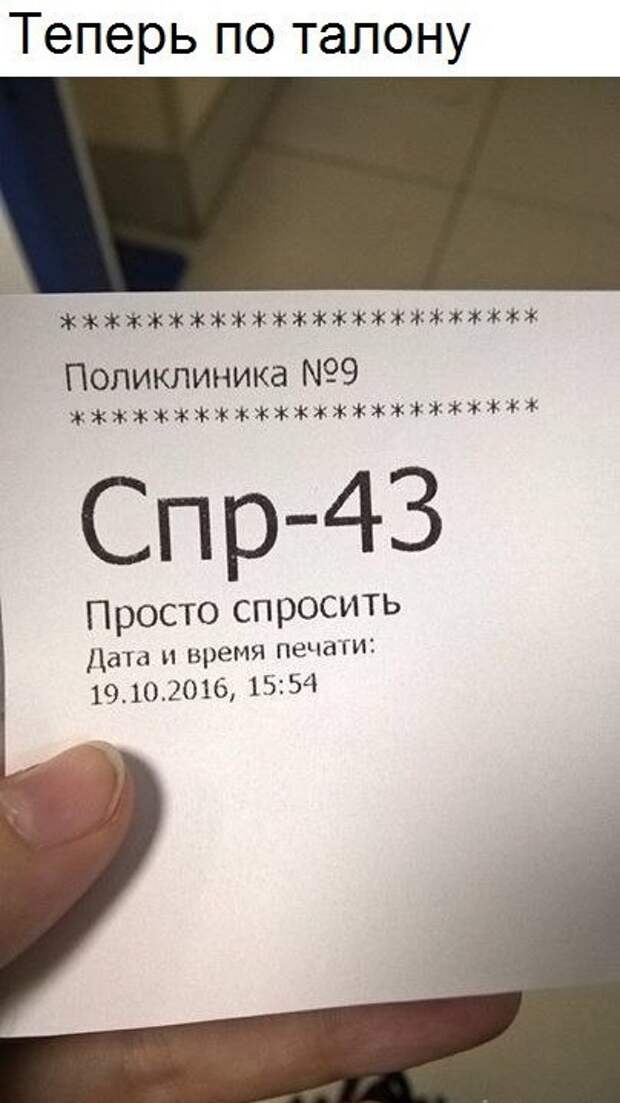 Теперь по талону
***********************
Поликлиника №9
**********************
Спр-43
Просто спросить
Дата и время печати:
19.10.2016, 15:54